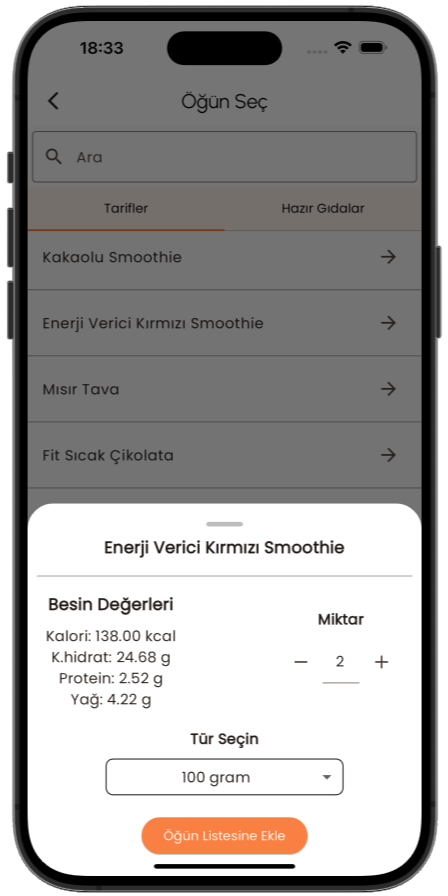 18:33
Öğün Seç
Ara
Tarifler
Hazır Gıdalar
Kakaolu Smoothie
Enerji Verici Kırmızı Smoothie
Mısır Tava
Fit Sıcak Çikolata
Enerji Verici Kırmızı Smoothie
Besin Değerleri
Kalori: 138.00 kcal
K.hidrat: 24.68 g
Protein: 2.52 g
Yağ: 4.22 g
Miktar
2
Tür Seçin
100 gram
Öğün Listesine Ekle